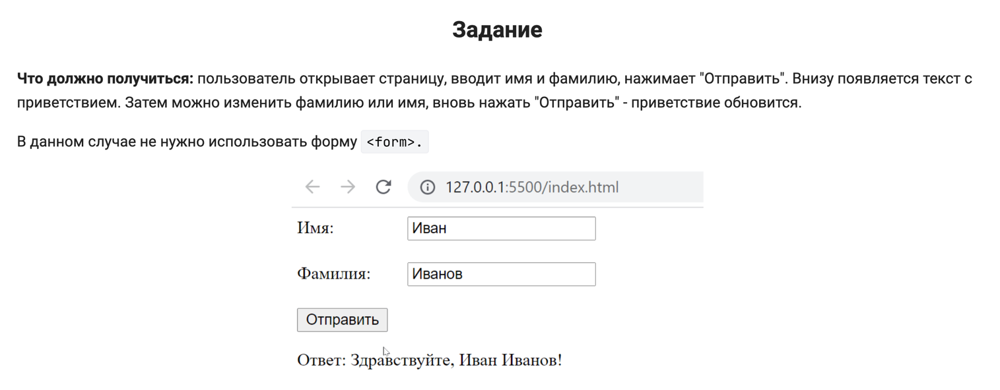 Задание
Что должно получиться: пользователь открывает страницу, вводит имя и фамилию, нажимает "Отправить". Внизу появляется текст с
приветствием. Затем можно изменить фамилию или имя, вновь нажать "Отправить" - приветствие обновится.
В данном случае не нужно использовать форму <form>.
127.0.0.1:5500/index.html
Имя: Иван
Фамилия: Иванов
Отправить
Ответ: Здравствуйте, Иван Иванов!